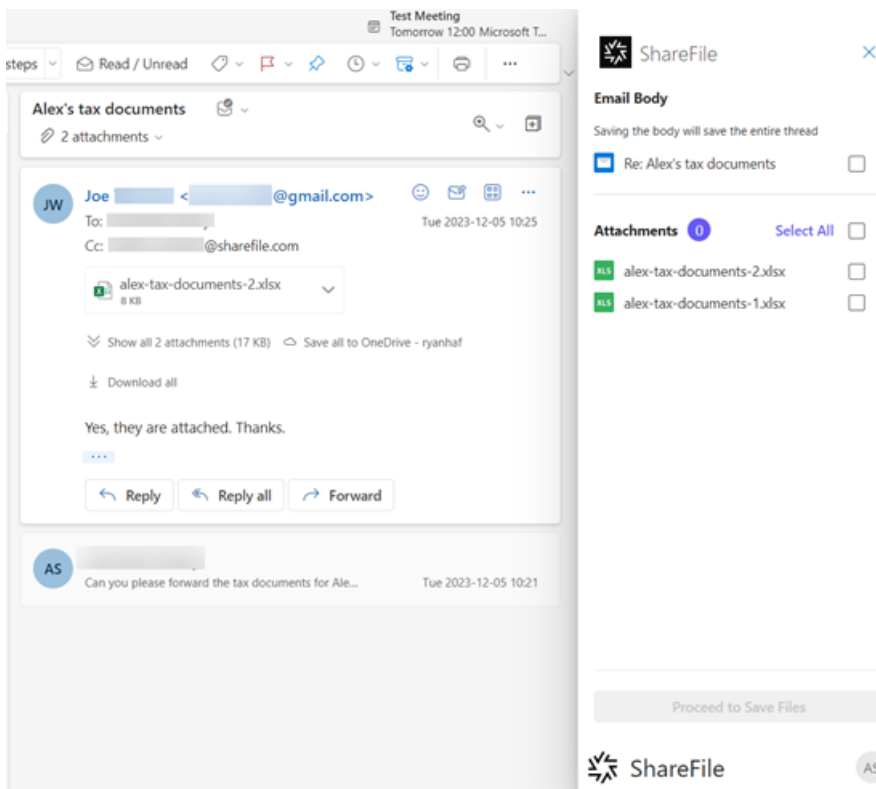 Test Meeting
Tomorrow 12:00 Microsoft T...
steps
Read / Unread
Alex's tax documents
2 attachments
JW
Joe < @gmail.com>
To:
Tue 2023-12-05 10:25
Cc: @sharefile.com
alex-tax-documents-2.xlsx
8 KB
Show all 2 attachments (17 KB)
Save all to OneDrive - ryanhaf
Download all
Yes, they are attached. Thanks.
Reply
Reply all
Forward
AS
Can you please forward the tax documents for Ale...
Tue 2023-12-05 10:21
ShareFile
Email Body
Saving the body will save the entire thread
Re: Alex's tax documents
Attachments 0 Select All
XLS alex-tax-documents-2.xlsx
XLS alex-tax-documents-1.xlsx
Proceed to Save Files
ShareFile
AS